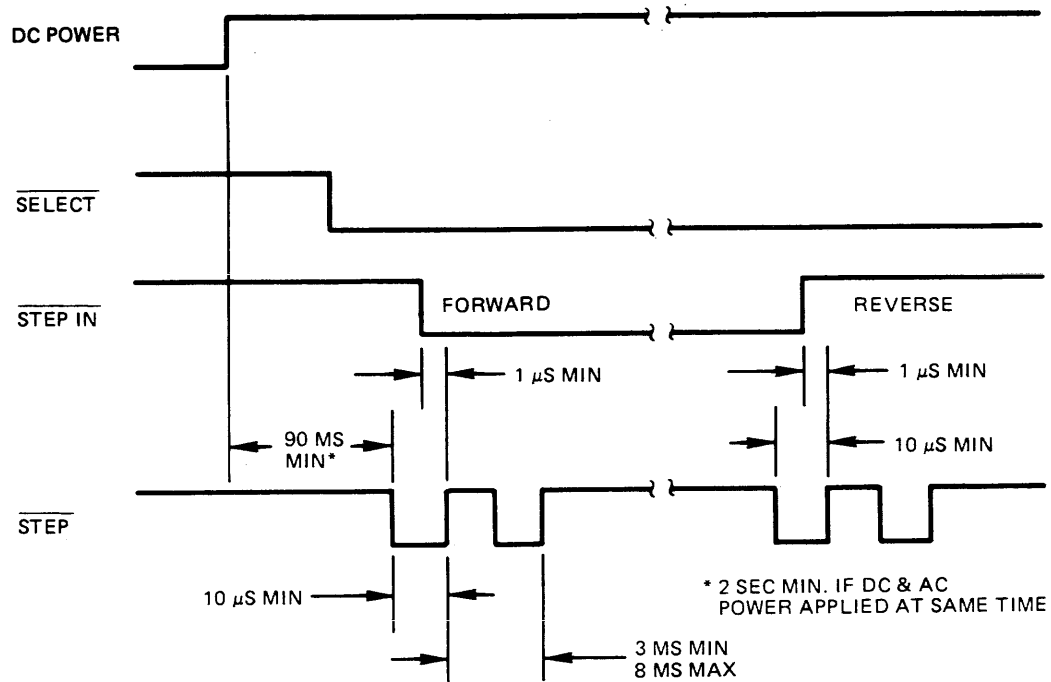 DC POWER
SELECT
STEP IN
FORWARD
REVERSE
1 μS MIN
1 μS MIN
90 MS
MIN*
10 μS MIN
STEP
10 μS MIN
* 2 SEC MIN. IF DC & AC
POWER APPLIED AT SAME TIME
3 MS MIN
8 MS MAX